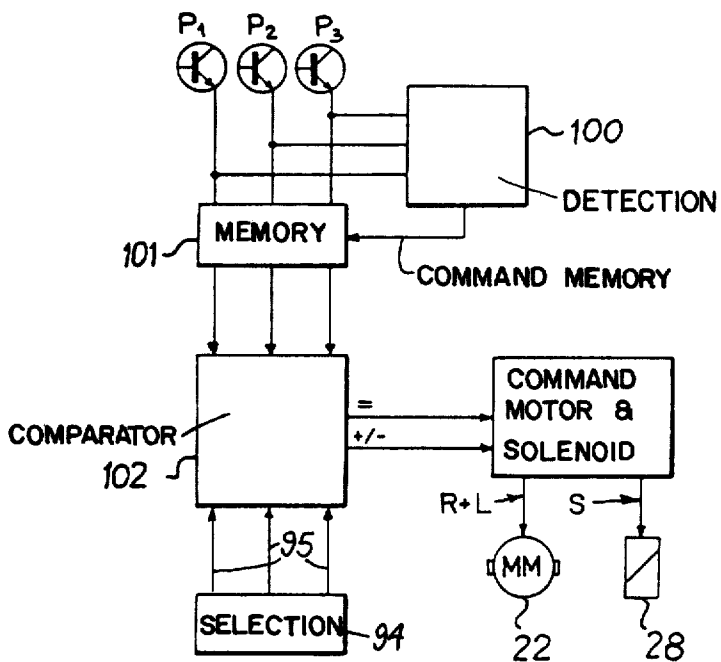 P1 P2 P3
100
DETECTION
MEMORY
101
COMMAND MEMORY
COMMAND
MOTOR &
SOLENOID
=
+/-
COMPARATOR
102
R+L
S
95
MM
SELECTION
94
22
28